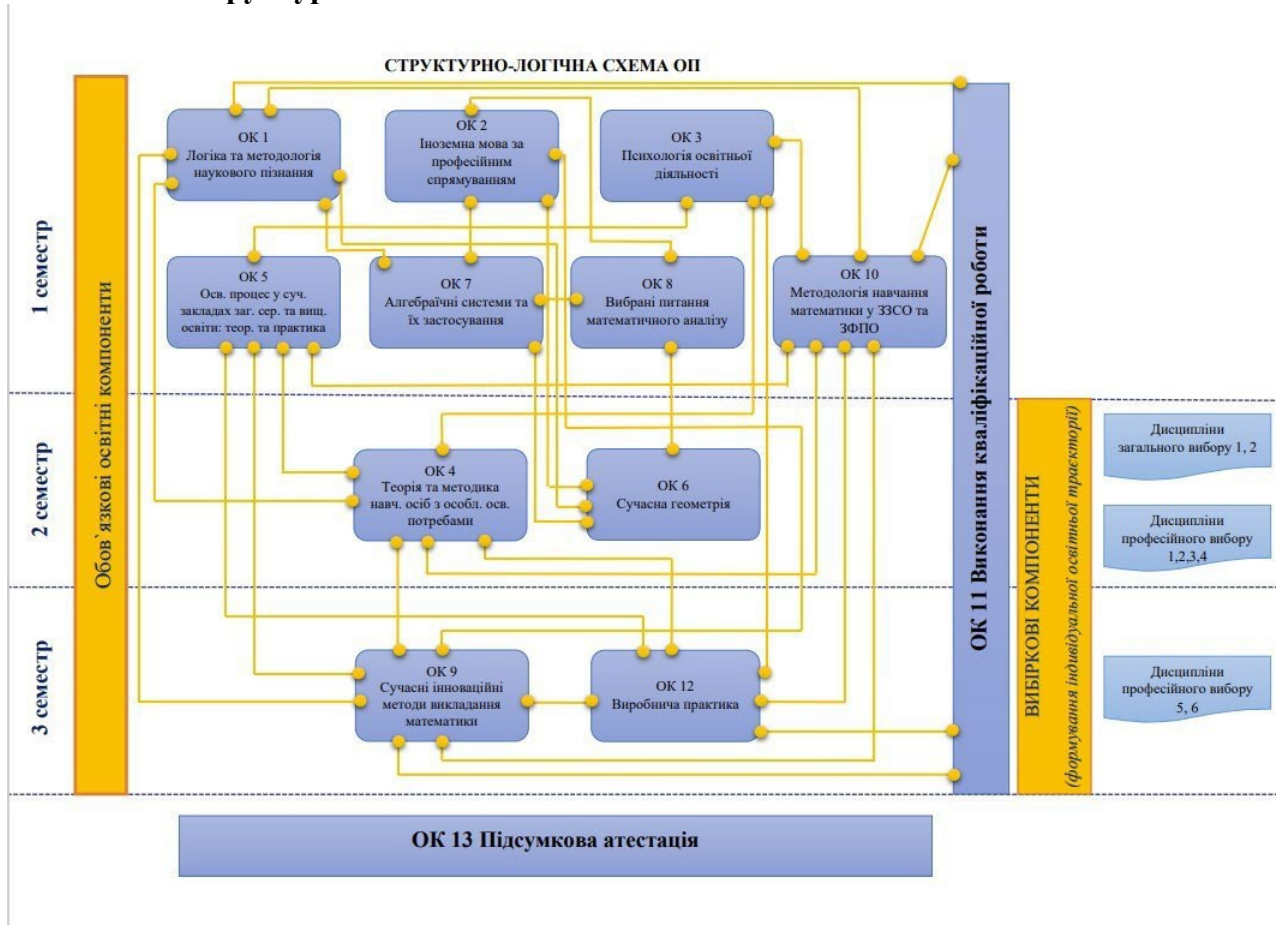 СТРУКТУРНО-ЛОГІЧНА СХЕМА ОП
Обов`язкові освітні компоненти
1 семестр
ОК 1
Логіка та методологія
наукового пізнання
ОК 2
Іноземна мова за
професійним
спрямуванням
ОК 3
Психологія освітньої
діяльності
ОК 5
Осв. процес у суч.
закладах заг. сер. та вищ.
освіти: теор. та практика
ОК 7
Алгебраїчні системи та
їх застосування
ОК 8
Вибрані питання
математичного аналізу
ОК 10
Методологія навчання
математики у ЗЗСО та
ЗФПО
2 семестр
ОК 4
Теорія та методика
навч. осіб з особл. осв.
потребами
ОК 6
Сучасна геометрія
3 семестр
ОК 9
Сучасні інноваційні
методи викладання
математики
ОК 12
Виробнича практика
ОК 11 Виконання кваліфікаційної роботи
ВИБІРКОВІ КОМПОНЕНТИ
(формування індивідуальної освітньої траєкторії)
Дисципліни
загального вибору 1, 2
Дисципліни
професійного вибору
1,2,3,4
Дисципліни
професійного вибору
5, 6
ОК 13 Підсумкова атестація